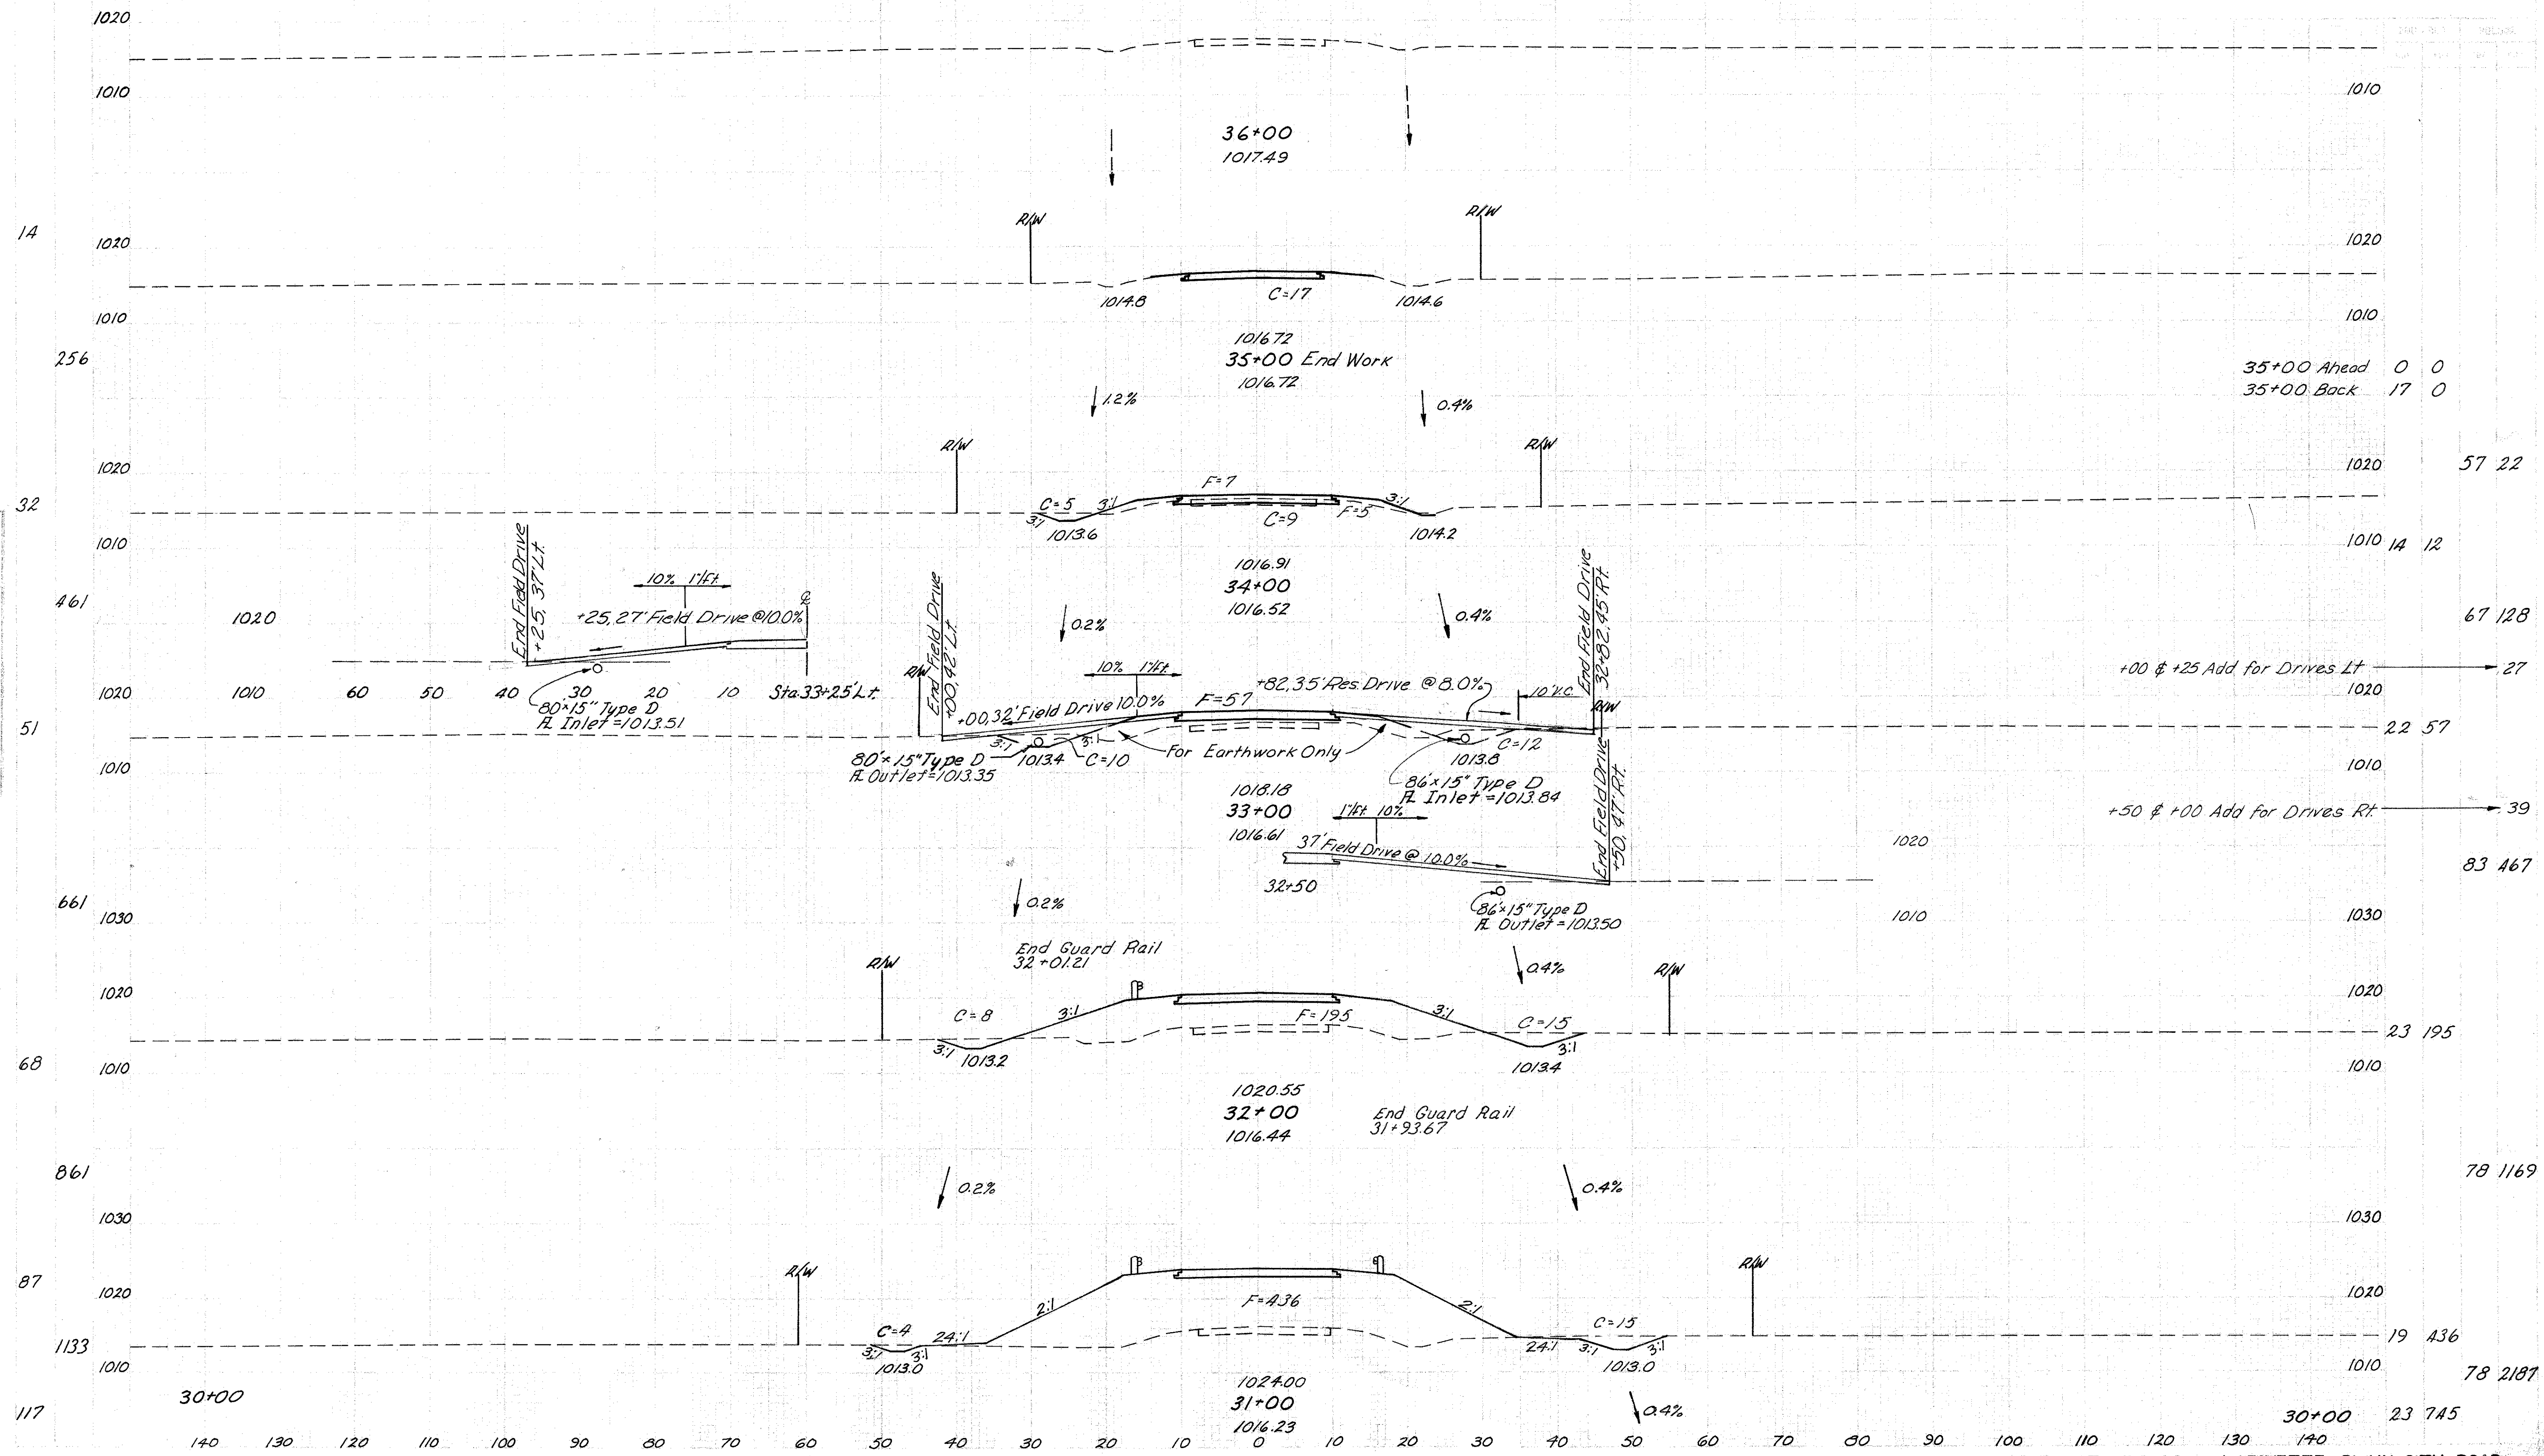 1020
1010
1010
36+00
1017.49
14
R/W
R/W
1020
1020
C=17
1014.8
1014.6
1010
1010
1016.72
35+00 End Work
1016.72
256
35+00 Ahead 0 0
35+00 Back 17 0
1.2%
0.4%
R/W
R/W
1020
1020
57 22
F=7
32
C=5
3:1
3:1
3:1
C=9
F=5
1013.6
1014.2
1010
1010
14 12
1016.91
34+00
1016.52
End Field Drive
+25, 37' Lt.
10% 1"/ft.
461
1020
+25, 27' Field Drive @ 10.0%
℄
0.2%
0.4%
67 128
End Field Drive
+00, 42' Lt.
End Field Drive
32+82, 45' Rt.
+00 & +25 Add for Drives Lt
27
R/W
10% 1"/ft.
+82, 35' Res. Drive @ 8.0%
10' V.C.
1020
1010
60 50 40 30 20 10 Sta. 33+25 Lt.
1020
80'x15" Type D
FL Inlet=1013.51
+00, 32' Field Drive 10.0%
F=57
R/W
51
22 57
3:1
3:1
For Earthwork Only
C=12
80'x15" Type D
FL Outlet=1013.35
1013.4
C=10
1013.8
1010
1010
86'x15" Type D
FL Inlet=1013.84
1018.18
33+00
1016.61
1"/ft. 10%
End Field Drive
+50, 47' Rt.
+50 & +00 Add for Drives Rt.
39
37' Field Drive @ 10.0%
1020
83 467
32+50
0.2%
661
1030
86'x15" Type D
FL Outlet=1013.50
1010
1030
End Guard Rail
32+01.21
0.4%
R/W
R/W
1020
1020
C=8
3:1
F=195
3:1
C=15
23 195
3:1
1013.2
3:1
1013.4
68
1010
1010
1020.55
32+00
1016.44
End Guard Rail
31+93.67
861
78 1169
0.2%
0.4%
1030
1030
R/W
R/W
87
1020
1020
2:1
F=436
2:1
C=4
24:1
C=15
1133
19 436
3:1
3:1
24:1
3:1
3:1
1013.0
1013.0
1010
1010
78 2187
1024.00
31+00
1016.23
30+00
117
0.4%
30+00 23 745
140 130 120 110 100 90 80 70 60 50 40 30 20 10 0 10 20 30 40 50 60 70 80 90 100 110 120 130 140